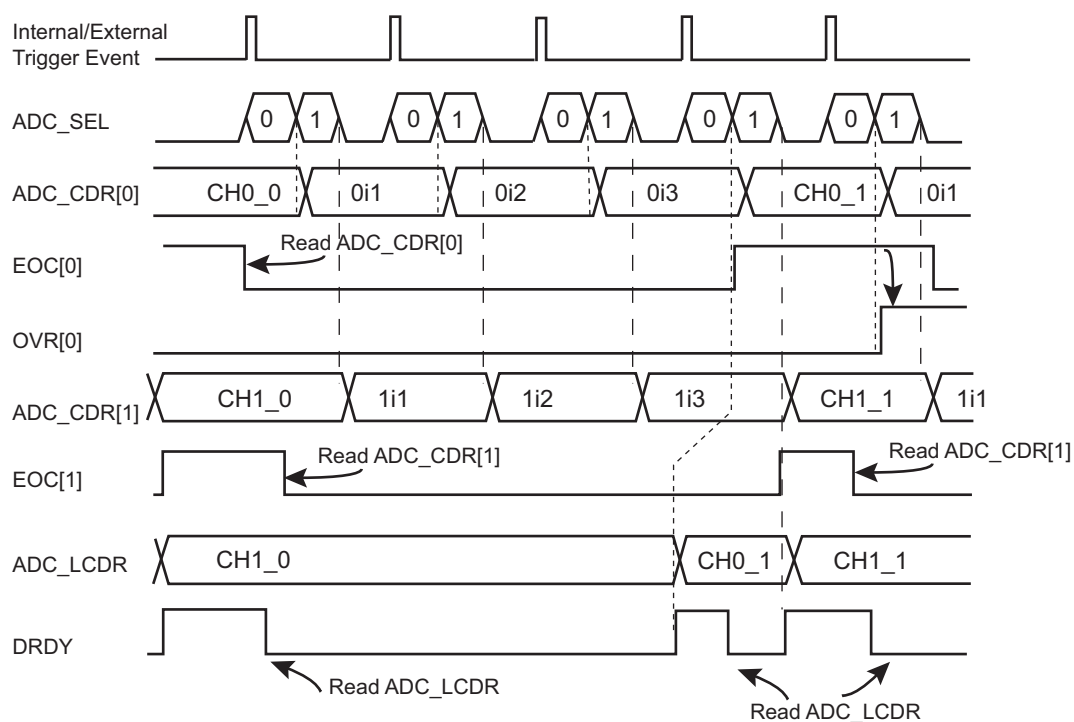 Internal/External
Trigger Event
ADC_SEL
0 1 0 1 0 1 0 1 0 1
ADC_CDR[0]
CH0_0 0i1 0i2 0i3 CH0_1 0i1
EOC[0]
Read ADC_CDR[0]
OVR[0]
ADC_CDR[1]
CH1_0 1i1 1i2 1i3 CH1_1 1i1
EOC[1]
Read ADC_CDR[1]
Read ADC_CDR[1]
ADC_LCDR
CH1_0 CH0_1 CH1_1
DRDY
Read ADC_LCDR
Read ADC_LCDR